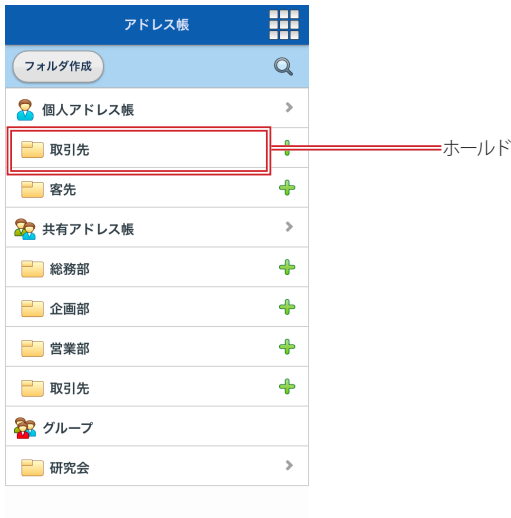 アドレス帳
フォルダ作成
個人アドレス帳
取引先
ホールド
客先
共有アドレス帳
総務部
企画部
営業部
取引先
グループ
研究会